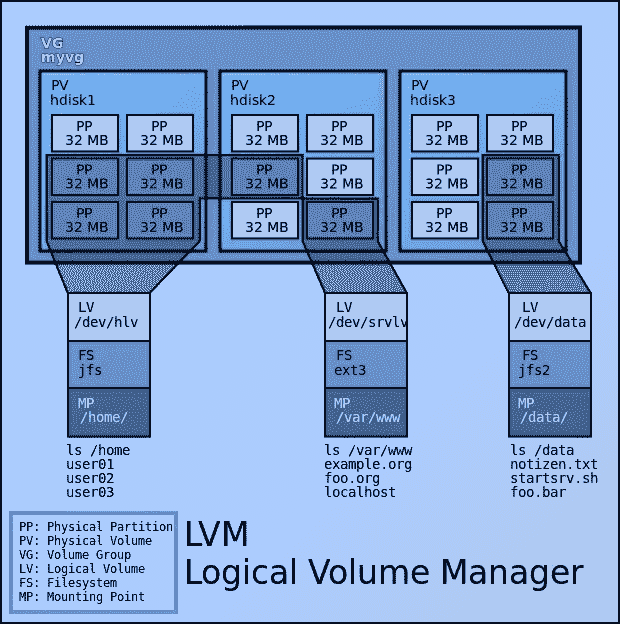 VG
myvg
PV
hdisk1
PP
32 MB
PP
32 MB
PP
32 MB
PP
32 MB
PP
32 MB
PP
32 MB
PV
hdisk2
PP
32 MB
PP
32 MB
PP
32 MB
PP
32 MB
PP
32 MB
PP
32 MB
PV
hdisk3
PP
32 MB
PP
32 MB
PP
32 MB
PP
32 MB
PP
32 MB
PP
32 MB
LV
/dev/hlv
FS
jfs
MP
/home/
ls /home
user01
user02
user03
LV
/dev/srvlv
FS
ext3
MP
/var/www
ls /var/www
example.org
foo.org
localhost
LV
/dev/data
FS
jfs2
MP
/data/
ls /data
notizen.txt
startsrv.sh
foo.bar
PP: Physical Partition
PV: Physical Volume
VG: Volume Group
LV: Logical Volume
FS: Filesystem
MP: Mounting Point
LVM
Logical Volume Manager